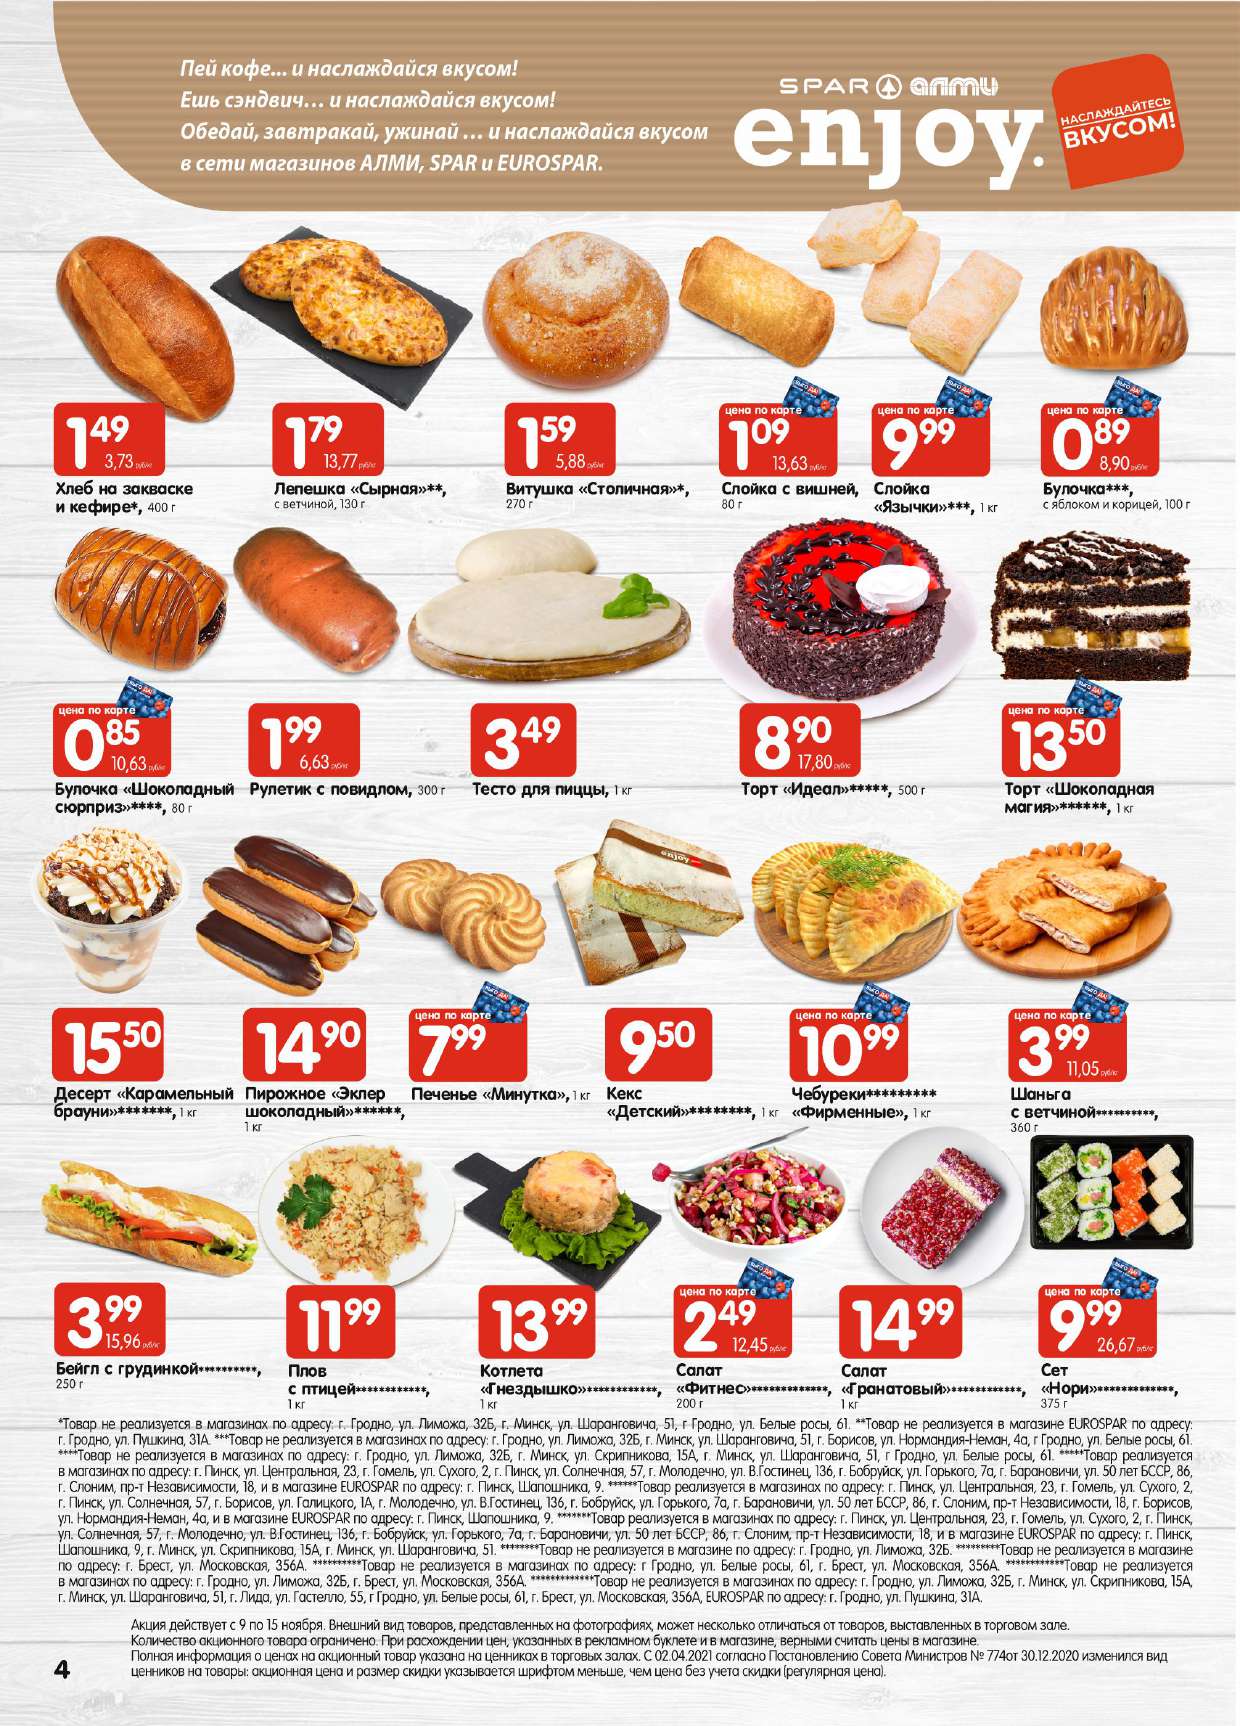 Пей кофе... и наслаждайся вкусом!
Ешь сэндвич... и наслаждайся вкусом!
Обедай, завтракай, ужинай ... и наслаждайся вкусом
в сети магазинов АЛМИ, SPAR и EUROSPAR.
SPAR АЛМИ
enjoy.
НАСЛАЖДАЙТЕСЬ
ВКУСОМ!
1 49
3,73 руб/кг
Хлеб на закваске
и кефире*, 400 г
1 79
13,77 руб/кг
Лепешка «Сырная»**,
с ветчиной, 130 г
1 59
5,88 руб/кг
Витушка «Столичная»*,
270 г
цена по карте
1 09
13,63 руб/кг
Слойка с вишней,
80 г
цена по карте
9 99
Слойка
«Язычки»***, 1 кг
цена по карте
0 89
8,90 руб/кг
Булочка***,
с яблоком и корицей, 100 г
цена по карте
0 85
10,63 руб/кг
Булочка «Шоколадный
сюрприз»****, 80 г
1 99
6,63 руб/кг
Рулетик с повидлом, 300 г
3 49
Тесто для пиццы, 1 кг
8 90
17,80 руб/кг
Торт «Идеал»*****, 500 г
цена по карте
13 50
Торт «Шоколадная
магия»******, 1 кг
enjoy.
15 50
Десерт «Карамельный
брауни»*******, 1 кг
14 90
Пирожное «Эклер
шоколадный»******,
1 кг
цена по карте
7 99
Печенье «Минутка», 1 кг
9 50
Кекс
«Детский»********, 1 кг
цена по карте
10 99
Чебуреки*********
«Фирменные», 1 кг
цена по карте
3 99
11,05 руб/кг
Шаньга
с ветчиной**********,
360 г
3 99
15,96 руб/кг
Бейгл с грудинкой**********,
250 г
11 99
Плов
с птицей************,
1 кг
13 99
Котлета
«Гнездышко»************,
1 кг
цена по карте
2 49
12,45 руб/кг
Салат
«Фитнес»*************,
200 г
14 99
Салат
«Гранатовый»************,
1 кг
цена по карте
9 99
26,67 руб/кг
Сет
«Нори»*************,
375 г
*Товар не реализуется в магазинах по адресу: г. Гродно, ул. Лиможа, 32Б, г. Минск, ул. Шаранговича, 51, г Гродно, ул. Белые росы, 61. **Товар не реализуется в магазине EUROSPAR по адресу:
г. Гродно, ул. Пушкина, 31А. ***Товар не реализуется в магазинах по адресу: г. Гродно, ул. Лиможа, 32Б, г. Минск, ул. Шаранговича, 51, г. Борисов, ул. Нормандия-Неман, 4а, г Гродно, ул. Белые росы, 61.
****Товар не реализуется в магазинах по адресу: г. Гродно, ул. Лиможа, 32Б, г. Минск, ул. Скрипникова, 15А, г. Минск, ул. Шаранговича, 51, г Гродно, ул. Белые росы, 61. *****Товар реализуется
в магазинах по адресу: г. Пинск, ул. Центральная, 23, г. Гомель, ул. Сухого, 2, г. Пинск, ул. Солнечная, 57, г. Молодечно, ул. В.Гостинец, 136, г. Бобруйск, ул. Горького, 7а, г. Барановичи, ул. 50 лет БССР, 86,
г. Слоним, пр-т Независимости, 18, и в магазине EUROSPAR по адресу: г. Пинск, Шапошника, 9. ******Товар реализуется в магазинах по адресу: г. Пинск, ул. Центральная, 23, г. Гомель, ул. Сухого, 2,
г. Пинск, ул. Солнечная, 57, г. Борисов, ул. Галицкого, 1А, г. Молодечно, ул. В.Гостинец, 136, г. Бобруйск, ул. Горького, 7а, г. Барановичи, ул. 50 лет БССР, 86, г. Слоним, пр-т Независимости, 18, г. Борисов,
ул. Нормандия-Неман, 4а, и в магазине EUROSPAR по адресу: г. Пинск, Шапошника, 9. *******Товар реализуется в магазинах по адресу: г. Пинск, ул. Центральная, 23, г. Гомель, ул. Сухого, 2, г. Пинск,
ул. Солнечная, 57, г. Молодечно, ул. В.Гостинец, 136, г. Бобруйск, ул. Горького, 7а, г. Барановичи, ул. 50 лет БССР, 86, г. Слоним, пр-т Независимости, 18, и в магазине EUROSPAR по адресу: г. Пинск,
Шапошника, 9, г. Минск, ул. Скрипникова, 15А, г. Минск, ул. Шаранговича, 51. ********Товар не реализуется в магазине по адресу: г. Гродно, ул. Лиможа, 32Б. *********Товар не реализуется в магазине
по адресу: г. Брест, ул. Московская, 356А. **********Товар не реализуется в магазинах по адресу: г Гродно, ул. Белые росы, 61, г. Брест, ул. Московская, 356А. ************Товар не реализуется
в магазинах по адресу: г. Гродно, ул. Лиможа, 32Б, г. Брест, ул. Московская, 356А. *************Товар не реализуется в магазинах по адресу: г. Гродно, ул. Лиможа, 32Б, г. Минск, ул. Скрипникова, 15А,
г. Минск, ул. Шаранговича, 51, г. Лида, ул. Гастелло, 55, г Гродно, ул. Белые росы, 61, г. Брест, ул. Московская, 356А, EUROSPAR по адресу: г. Гродно, ул. Пушкина, 31А.
Акция действует с 9 по 15 ноября. Внешний вид товаров, представленных на фотографиях, может несколько отличаться от товаров, выставленных в торговом зале.
Количество акционного товара ограничено. При расхождении цен, указанных в рекламном буклете и в магазине, верными считать цены в магазине.
Полная информация о ценах на акционный товар указана на ценниках в торговых залах. С 02.04.2021 согласно Постановлению Совета Министров № 774от 30.12.2020 изменился вид
ценников на товары: акционная цена и размер скидки указывается шрифтом меньше, чем цена без учета скидки (регулярная цена).
4